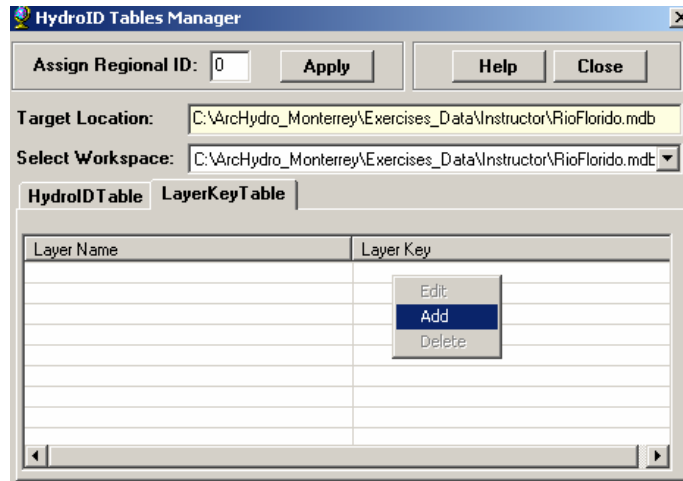 HydroID Tables Manager
Assign Regional ID: 0 Apply Help Close
Target Location: C:\ArcHydro_Monterrey\Exercises_Data\Instructor\RioFlorido.mdb
Select Workspace: C:\ArcHydro_Monterrey\Exercises_Data\Instructor\RioFlorido.mdb
HydroIDTable LayerKeyTable
Layer Name Layer Key
Edit
Add
Delete